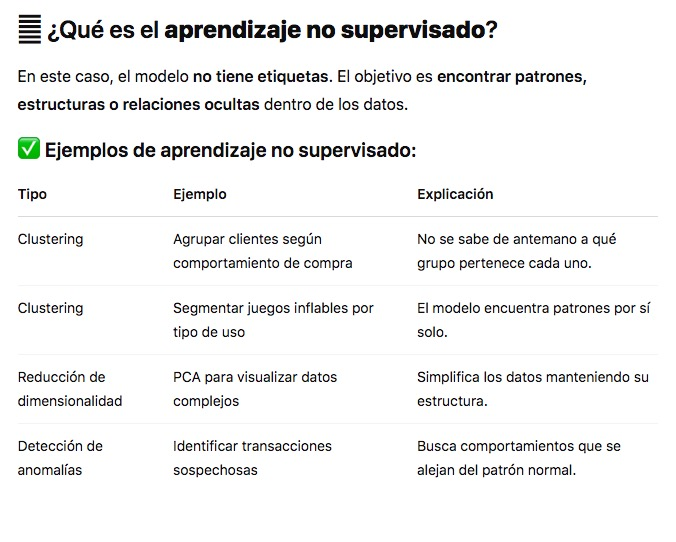 ¿Qué es el aprendizaje no supervisado?
En este caso, el modelo no tiene etiquetas. El objetivo es encontrar patrones,
estructuras o relaciones ocultas dentro de los datos.
✅ Ejemplos de aprendizaje no supervisado:
Tipo Ejemplo Explicación
Clustering Agrupar clientes según No se sabe de antemano a qué
comportamiento de compra grupo pertenece cada uno.
Clustering Segmentar juegos inflables por El modelo encuentra patrones por sí
tipo de uso solo.
Reducción de PCA para visualizar datos Simplifica los datos manteniendo su
dimensionalidad complejos estructura.
Detección de Identificar transacciones Busca comportamientos que se
anomalías sospechosas alejan del patrón normal.